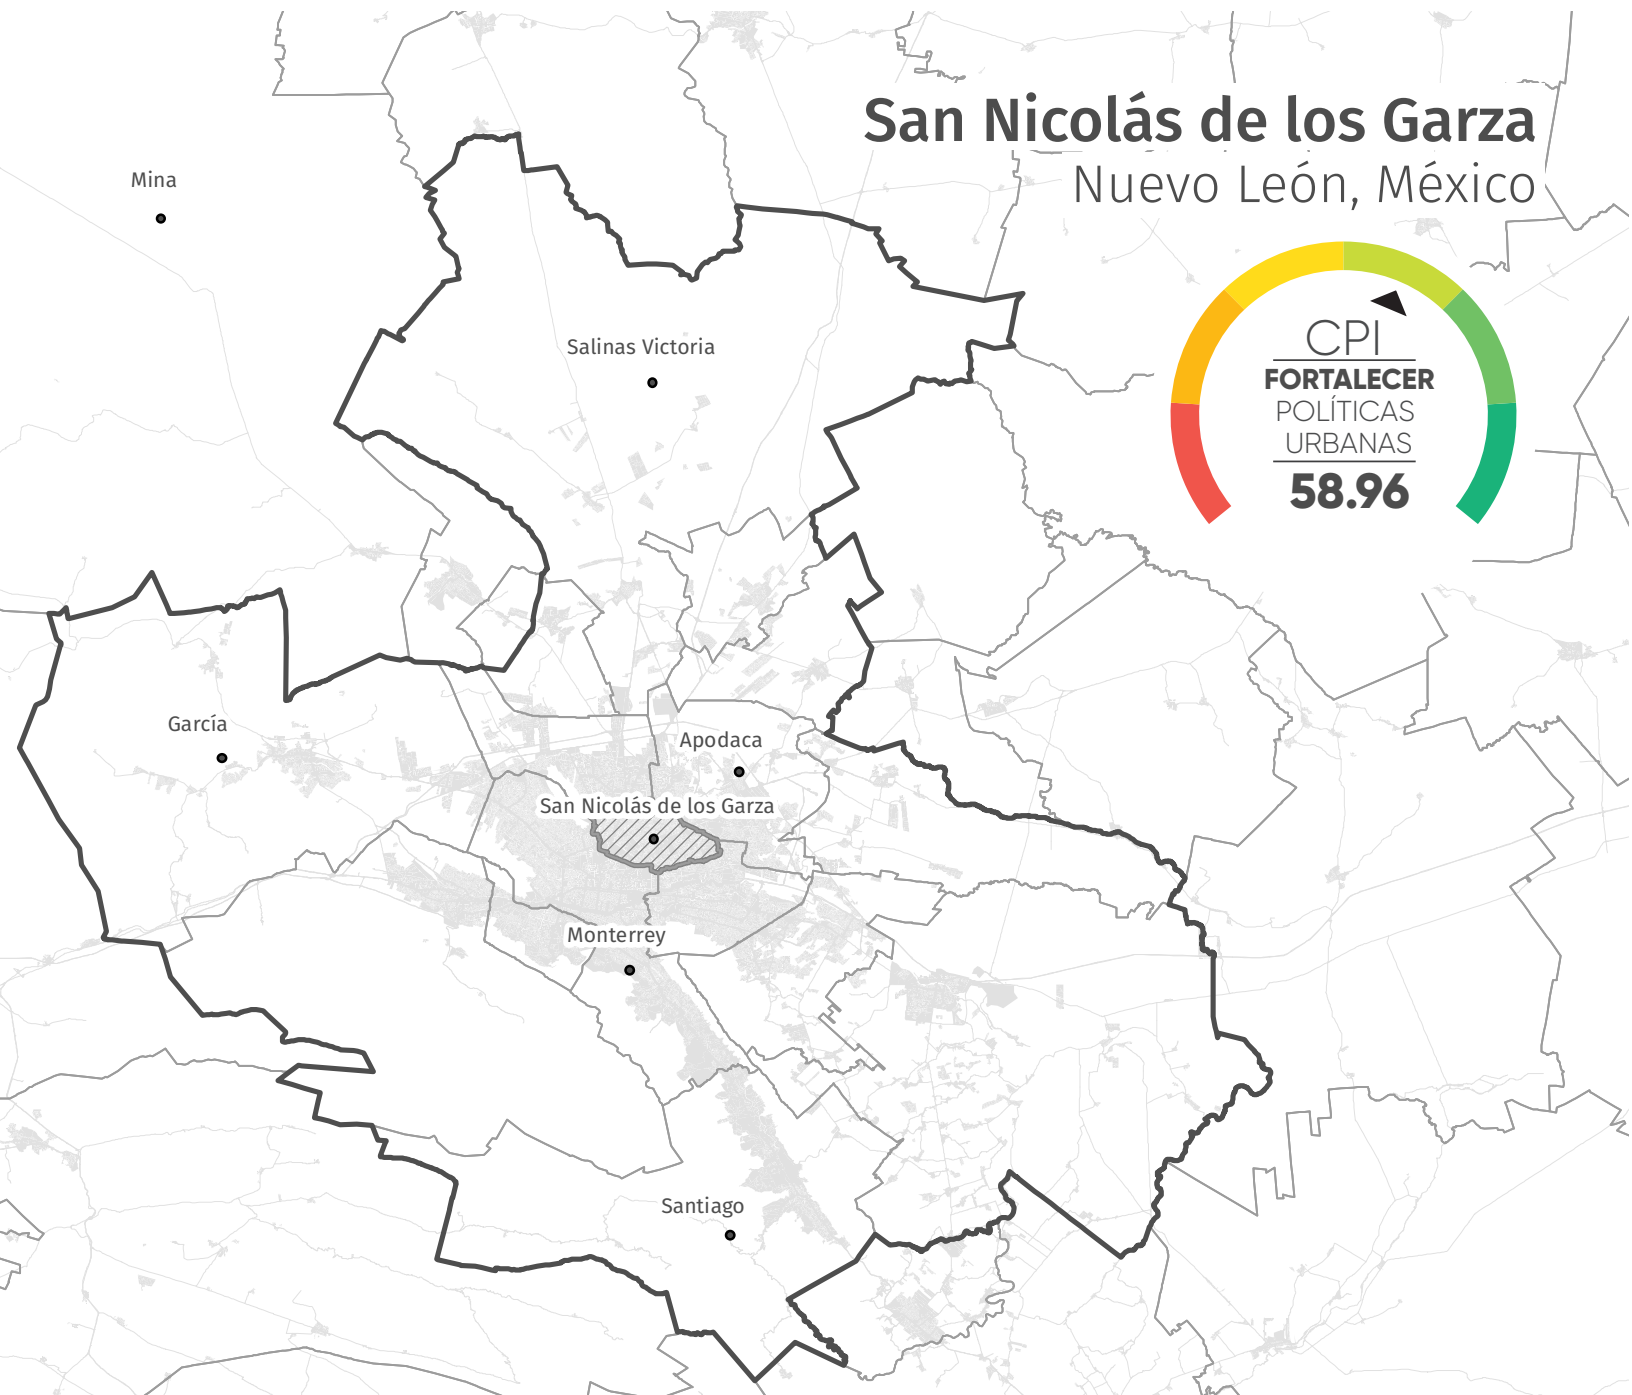 San Nicolás de los Garza
Nuevo León, México
Mina
Salinas Victoria
CPI
FORTALECER
POLÍTICAS
URBANAS
58.96
García
Apodaca
San Nicolás de los Garza
Monterrey
Santiago